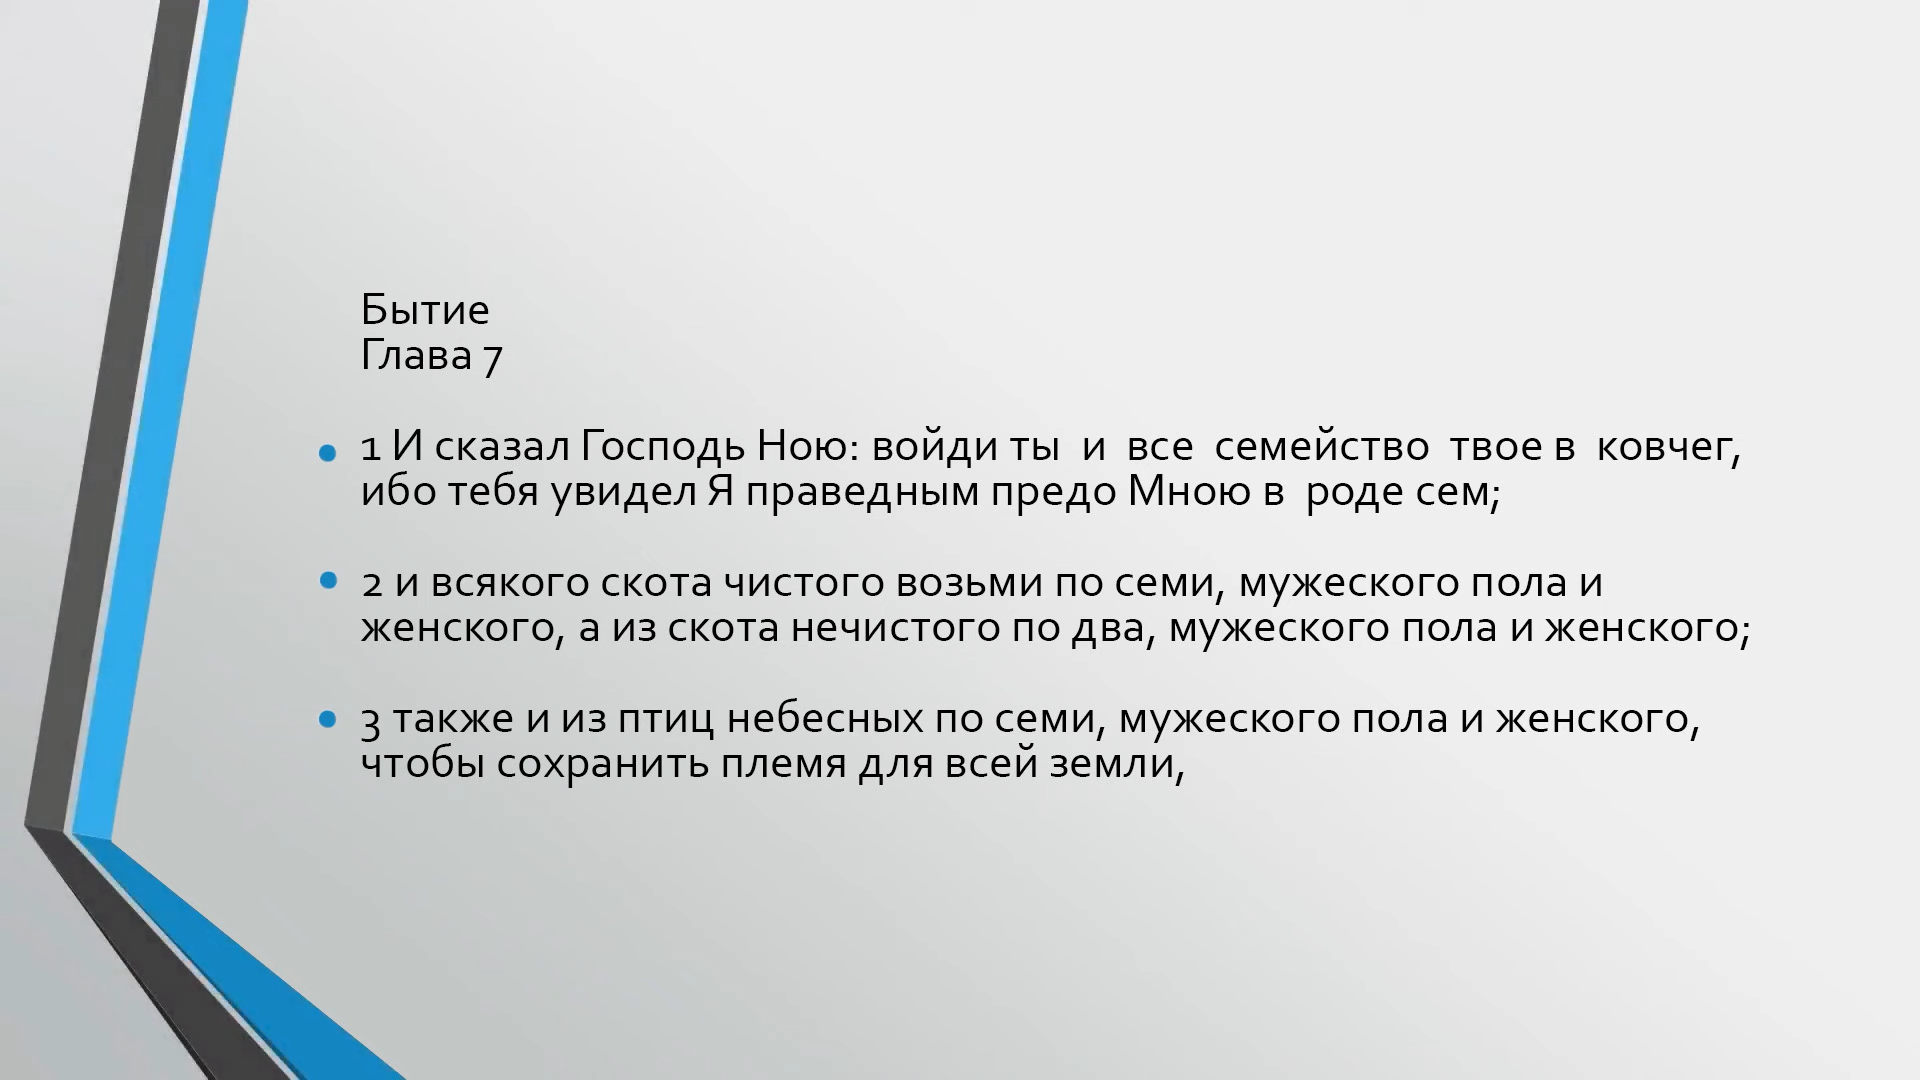 Бытие
Глава 7
1 И сказал Господь Ною: войди ты и все семейство твое в ковчег,
ибо тебя увидел Я праведным предо Мною в роде сем;
2 и всякого скота чистого возьми по семи, мужеского пола и
женского, а из скота нечистого по два, мужеского пола и женского;
3 также и из птиц небесных по семи, мужеского пола и женского,
чтобы сохранить племя для всей земли,